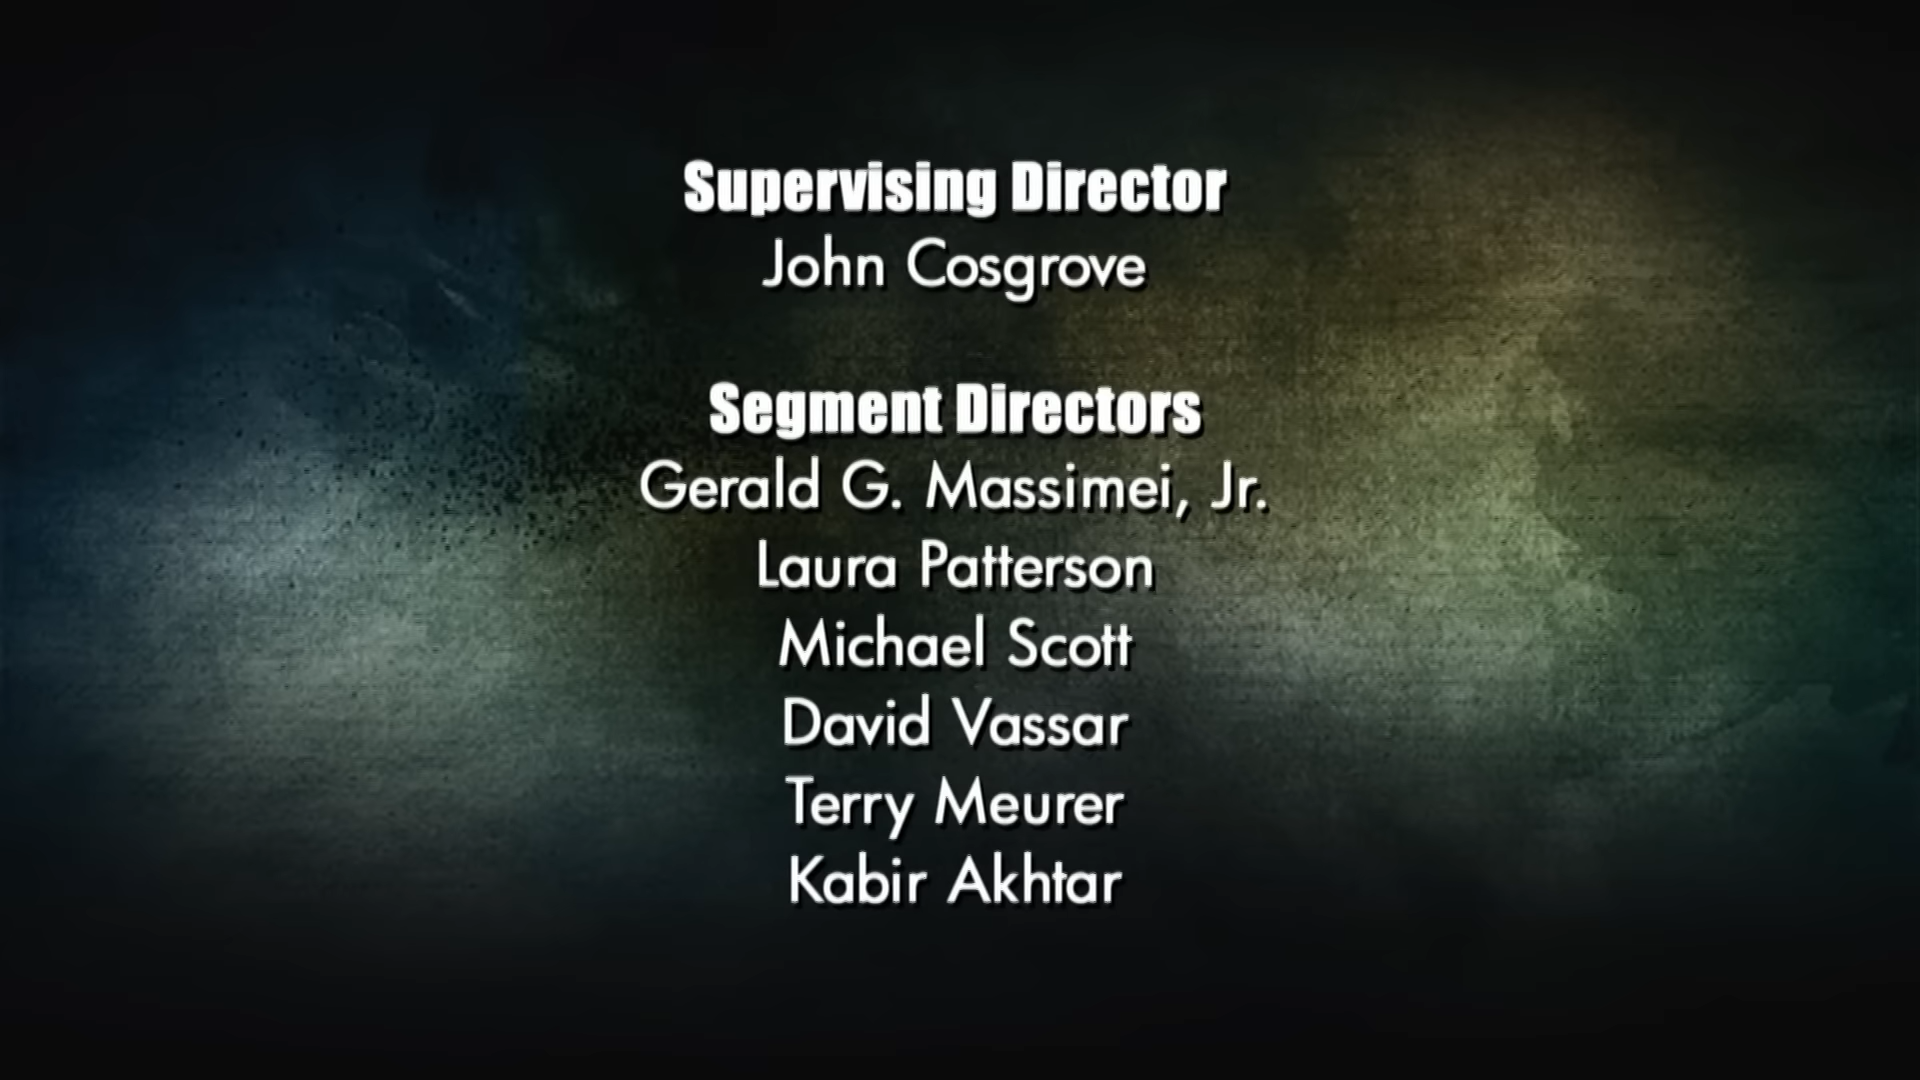 Supervising Director
John Cosgrove
Segment Directors
Gerald G. Massimei, Jr.
Laura Patterson
Michael Scott
David Vassar
Terry Meurer
Kabir Akhtar